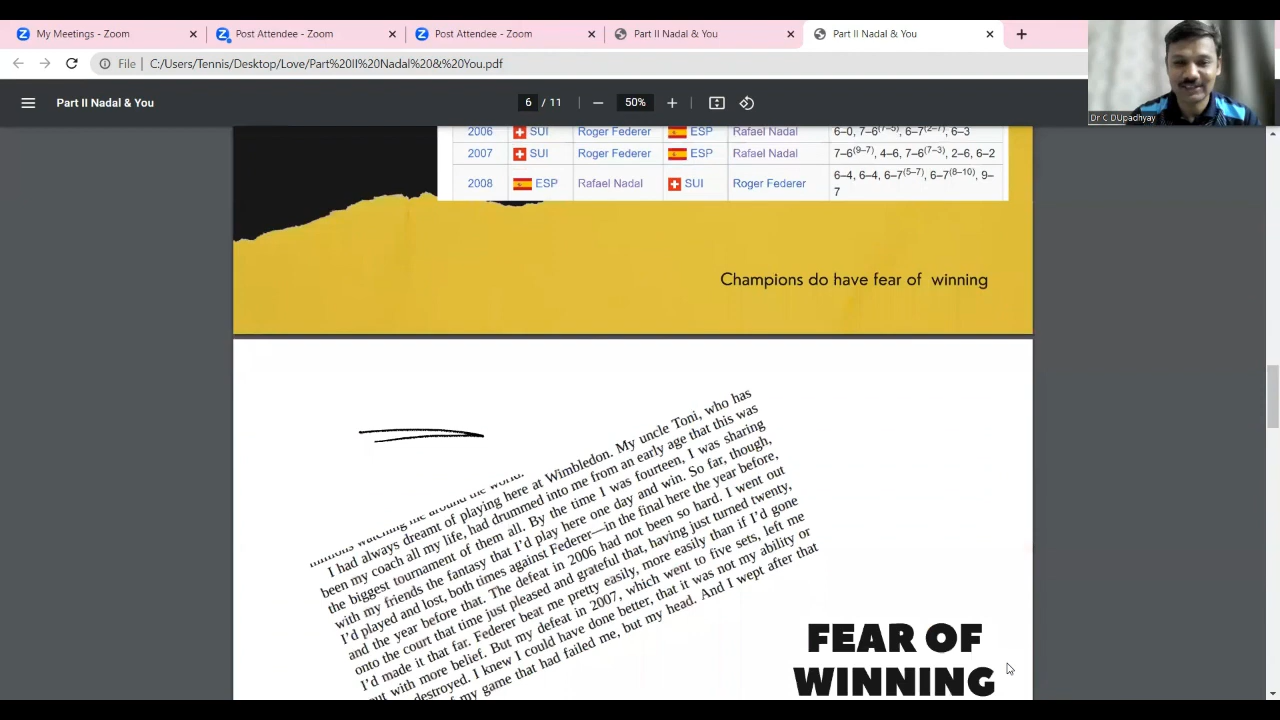 My Meetings - Zoom
Post Attendee - Zoom
Post Attendee - Zoom
Part II Nadal & You
Part II Nadal & You
File | C:/Users/Tennis/Desktop/Love/Part%20II%20Nadal%20&%20You.pdf
Part II Nadal & You
6 / 11
50%
Dr C DUpadhyay
2006 SUI Roger Federer ESP Rafael Nadal 6–0, 7–6(7–5), 6–7(2–7), 6–3
2007 SUI Roger Federer ESP Rafael Nadal 7–6(9–7), 4–6, 7–6(7–3), 2–6, 6–2
2008 ESP Rafael Nadal SUI Roger Federer 6–4, 6–4, 6–7(5–7), 6–7(8–10), 9–
7
Champions do have fear of winning
watching me around the world.
I had always dreamt of playing here at Wimbledon. My uncle Toni, who has
been my coach all my life, had drummed into me from an early age that this was
the biggest tournament of them all. By the time I was fourteen, I was sharing
with my friends the fantasy that I'd play here one day and win. So far, though,
I'd played and lost, both times against Federer—in the final here the year before,
and the year before that. The defeat in 2006 had not been so hard. I went out
onto the court that time just pleased and grateful that, having just turned twenty,
I'd made it that far. Federer beat me pretty easily, more easily than if I'd gone
out with more belief. But my defeat in 2007, which went to five sets, left me
destroyed. I knew I could have done better, that it was not my ability or
my game that had failed me, but my head. And I wept after that
FEAR OF
WINNING